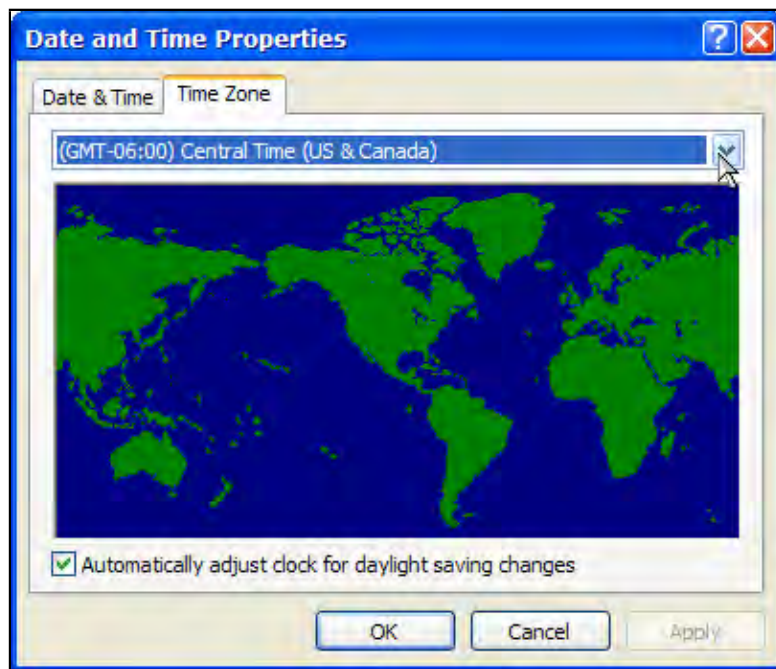 Date and Time Properties
Date & Time Time Zone
(GMT-06:00) Central Time (US & Canada)
Automatically adjust clock for daylight saving changes
OK Cancel Apply